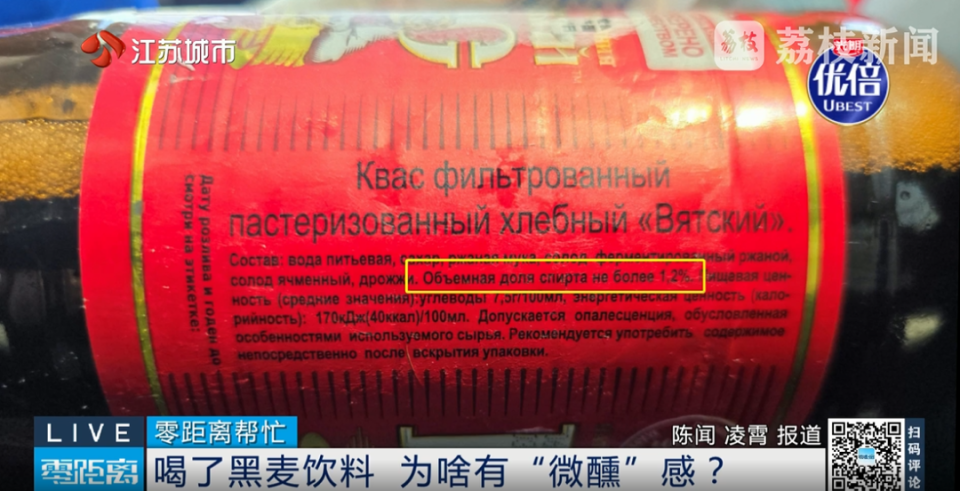 江苏城市
荔枝
荔枝新闻
光明
优倍
UBEST
Квас фильтрованный
пастеризованный хлебный «Вятский».
Состав: вода питьевая, сахар, ржаная мука, солод ферментированный ржаной,
солод ячменный, дрожжи. Объемная доля спирта не более 1,2%. Пищевая цен-
ность (средние значения):углеводы 7,5г/100мл, энергетическая ценность (кало-
рийность): 170кДж(40ккал)/100мл. Допускается опалесценция, обусловленная
особенностями используемого сырья. Рекомендуется употребить содержимое
непосредственно после вскрытия упаковки.
Дату розлива и годен до
смотри на этикетке:
LIVE
零距离帮忙
陈闻 凌霄 报道
零距离
喝了黑麦饮料 为啥有“微醺”感？
扫码评论